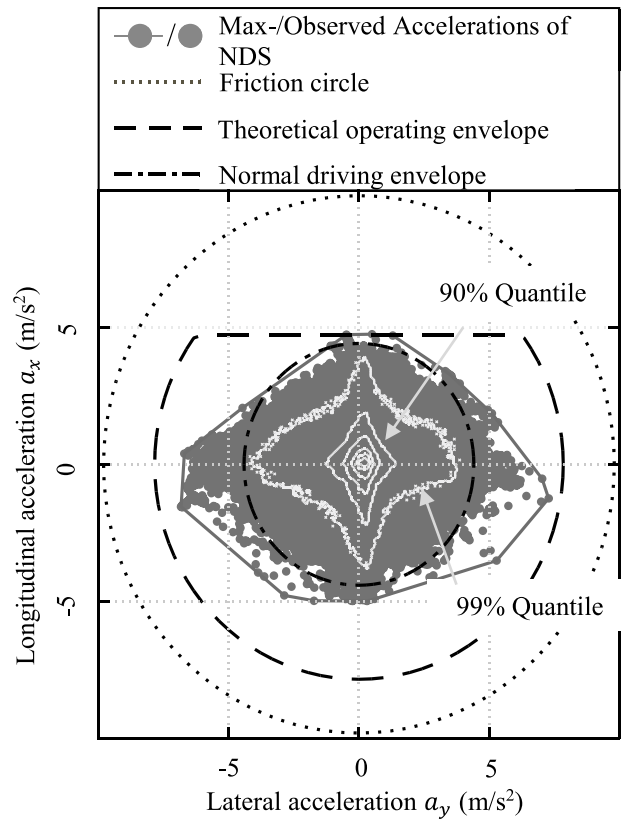 Max-/Observed Accelerations of
NDS
Friction circle
Theoretical operating envelope
Normal driving envelope
90% Quantile
5
0
-5
99% Quantile
Longitudinal acceleration aₓ (m/s²)
-5 0 5
Lateral acceleration a_y (m/s²)